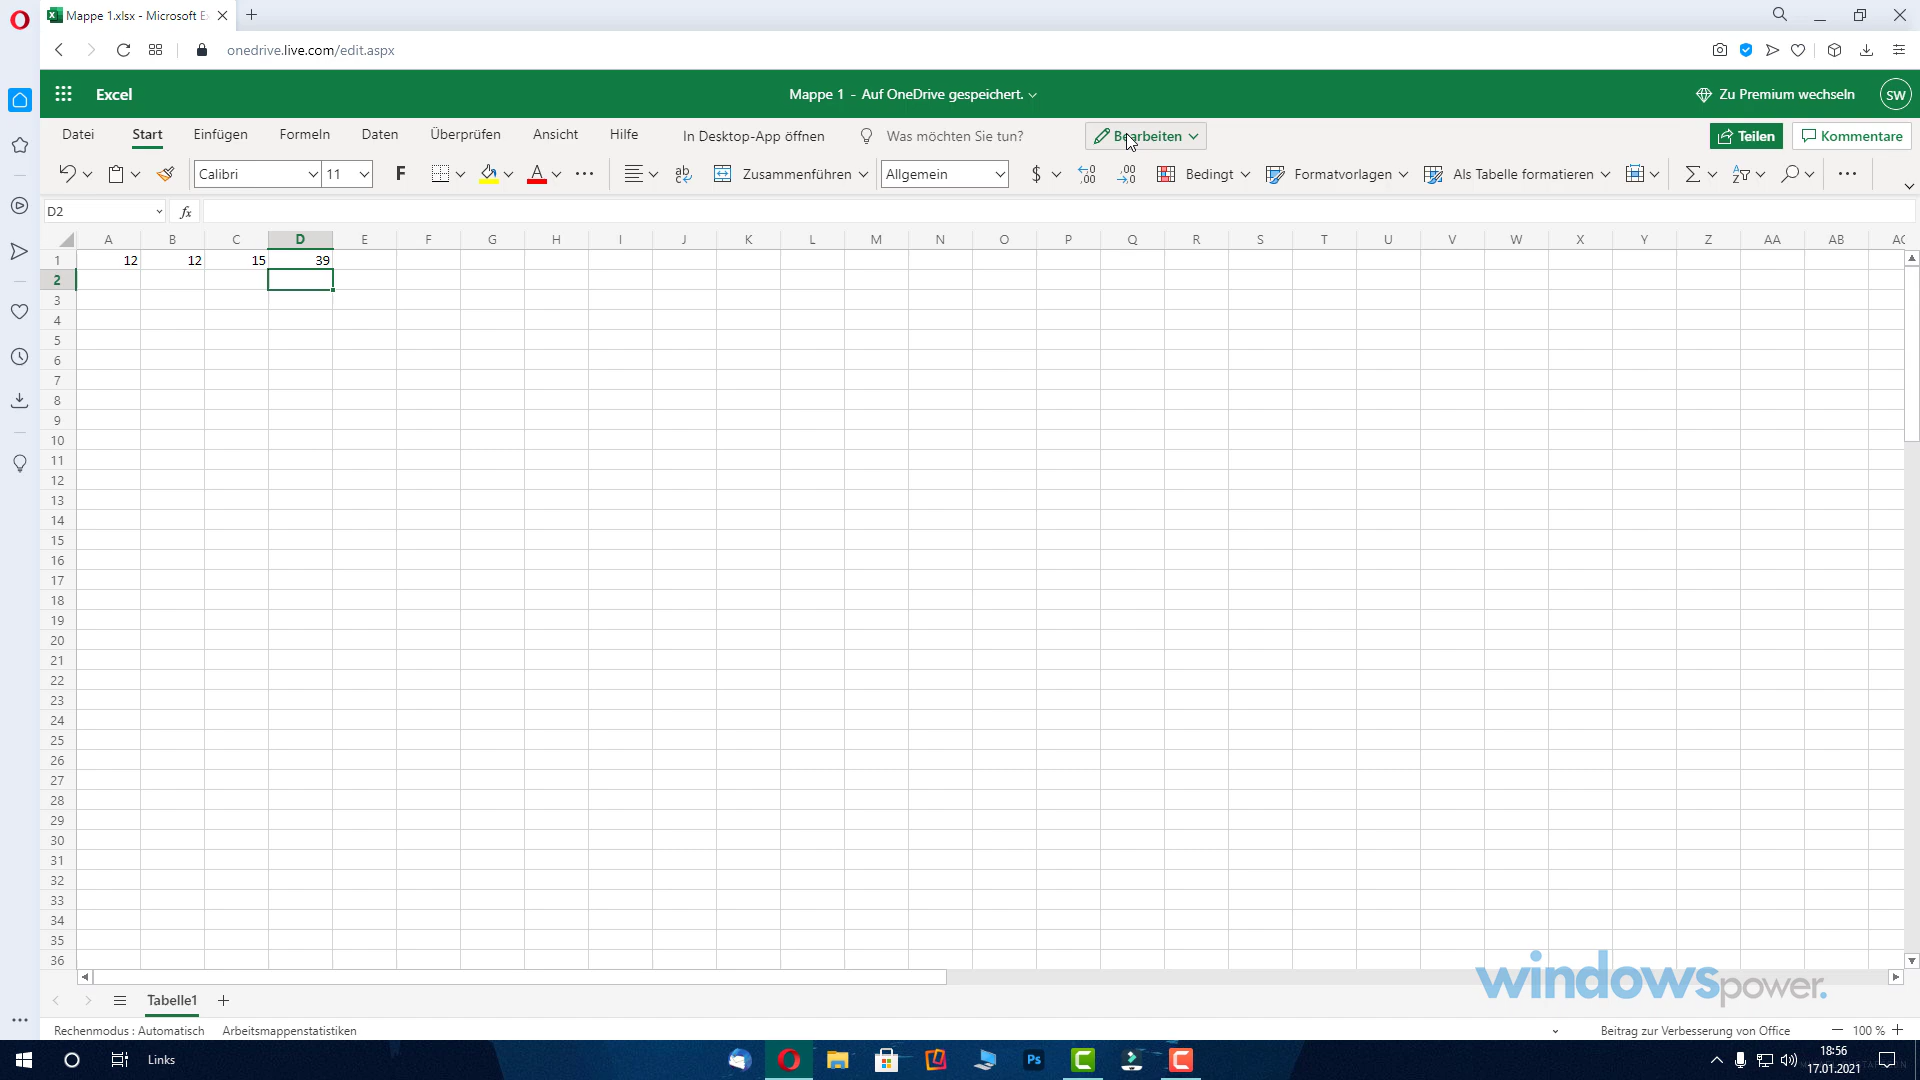 Mappe 1.xlsx - Microsoft E
onedrive.live.com/edit.aspx
Excel
Mappe 1 - Auf OneDrive gespeichert.
Zu Premium wechseln
SW
Datei Start Einfügen Formeln Daten Überprüfen Ansicht Hilfe In Desktop-App öffnen Was möchten Sie tun? Bearbeiten Teilen Kommentare
Calibri 11 F A Zusammenführen Allgemein $ Bedingt Formatvorlagen Als Tabelle formatieren
D2 fx
A B C D E F G H I J K L M N O P Q R S T U V W X Y Z AA AB AC
1 12 12 15 39
2
3
4
5
6
7
8
9
10
11
12
13
14
15
16
17
18
19
20
21
22
23
24
25
26
27
28
29
30
31
32
33
34
35
36
windowspower.
Tabelle1
Rechenmodus : Automatisch Arbeitsmappenstatistiken Beitrag zur Verbesserung von Office 100 %
Links Ps 18:56
17.01.2021